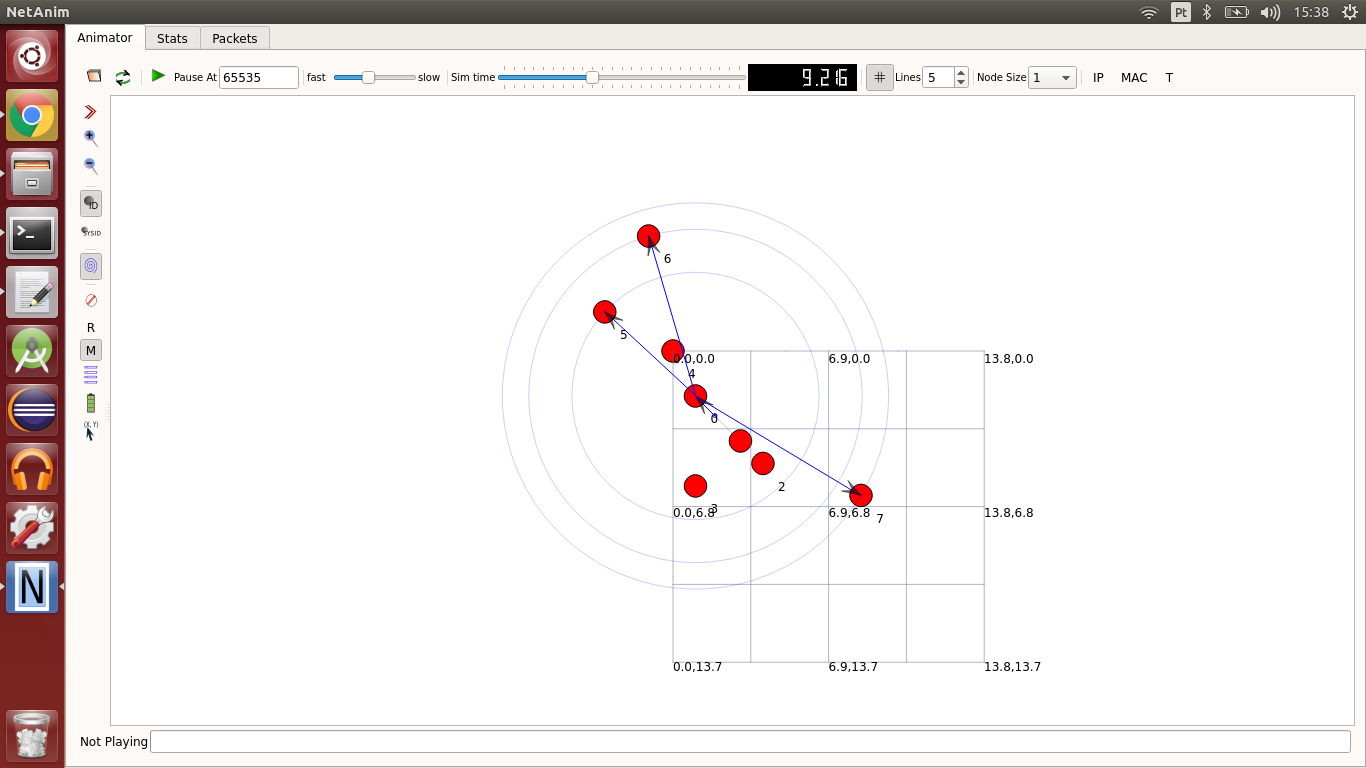 NetAnim
Pt
15:38
Animator
Stats
Packets
Pause At
65535
fast
slow
Sim time
9.216
#
Lines
5
Node Size
1
IP
MAC
T
ID
SYSID
R
M
(X,Y)
6
5
0.0,0.0
6.9,0.0
13.8,0.0
4
2
3
0.0,6.8
6.9,6.8
13.8,6.8
7
0.0,13.7
6.9,13.7
13.8,13.7
N
>_
Not Playing